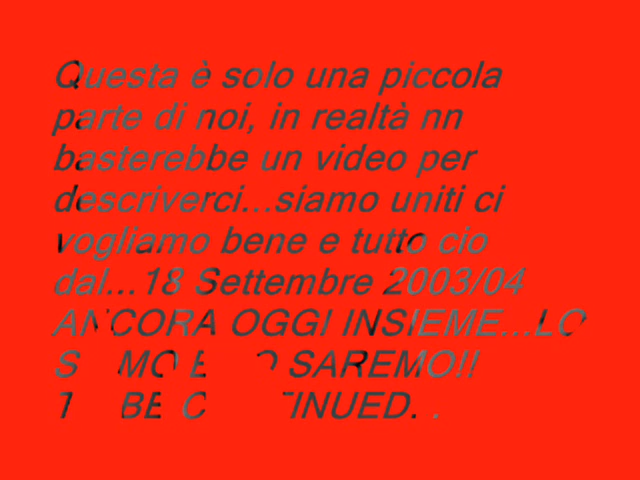 Questa è solo una piccola
parte di noi, in realtà nn
basterebbe un video per
descriverci...siamo uniti ci
vogliamo bene e tutto cio
dal...18 Settembre 2003/04
ANCORA OGGI INSIEME...LO
SAREMO!!
BE CONTINUED. .